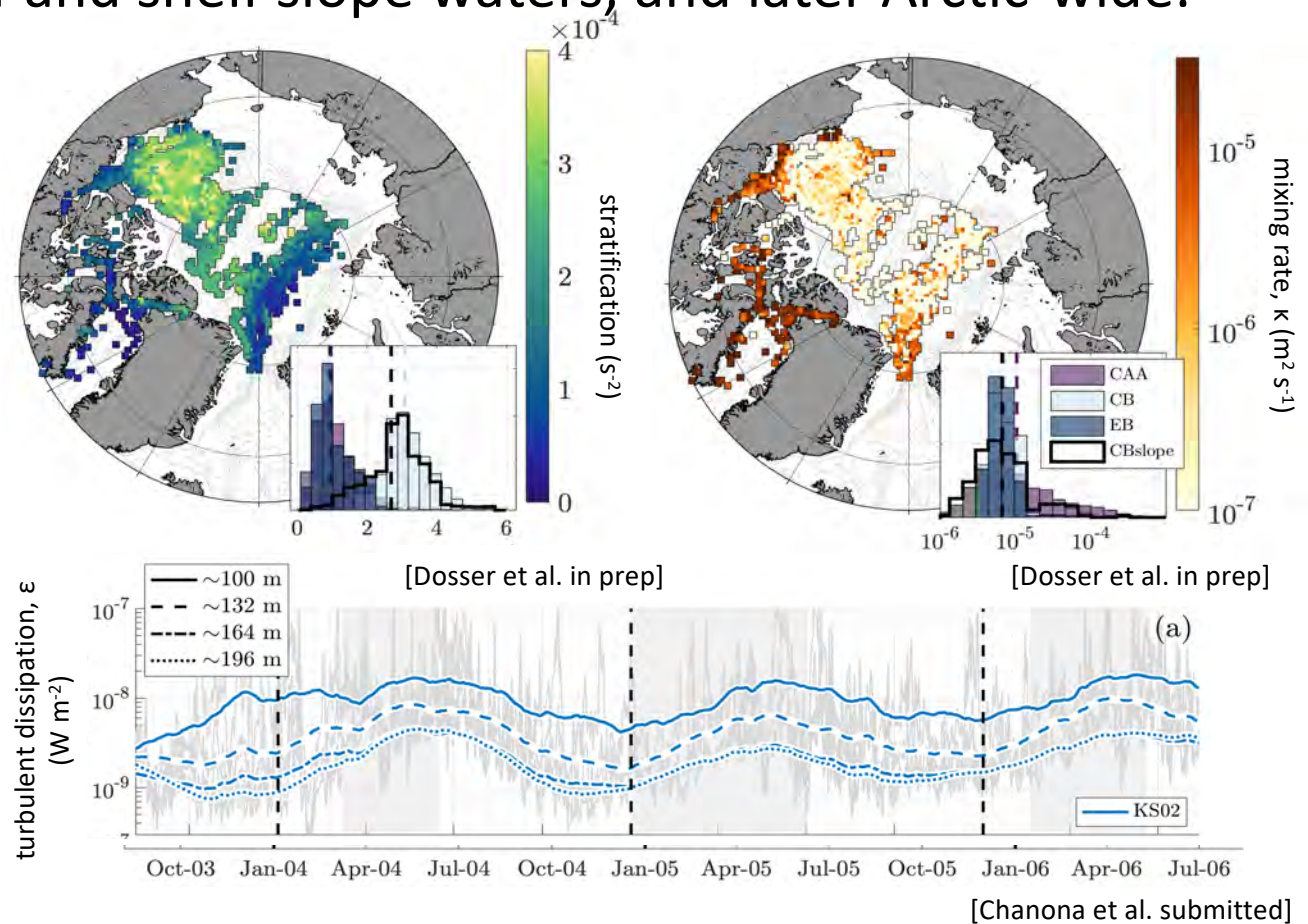 and shelf slope waters, and later Arctic-wide.
×10⁻⁴
4
3
2
1
0
stratification (s⁻²)
0 2 4 6
[Dosser et al. in prep]
10⁻⁵
10⁻⁶
10⁻⁷
mixing rate, κ (m² s⁻¹)
CAA
CB
EB
CBslope
10⁻⁶ 10⁻⁵ 10⁻⁴
[Dosser et al. in prep]
turbulent dissipation, ε
(W m⁻²)
~100 m
~132 m
~164 m
~196 m
10⁻⁷
10⁻⁸
10⁻⁹
(a)
KS02
Oct-03 Jan-04 Apr-04 Jul-04 Oct-04 Jan-05 Apr-05 Jul-05 Oct-05 Jan-06 Apr-06 Jul-06
[Chanona et al. submitted]